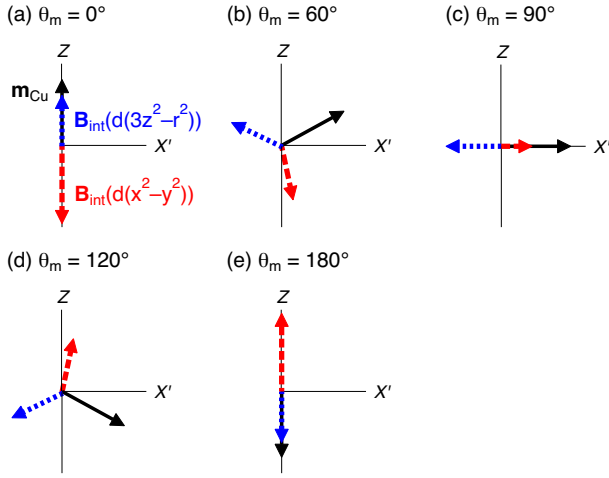 (a) θm = 0°
Z
mCu
Bint(d(3z²−r²))
X'
Bint(d(x²−y²))
(b) θm = 60°
Z
X'
(c) θm = 90°
Z
X'
(d) θm = 120°
Z
X'
(e) θm = 180°
Z
X'